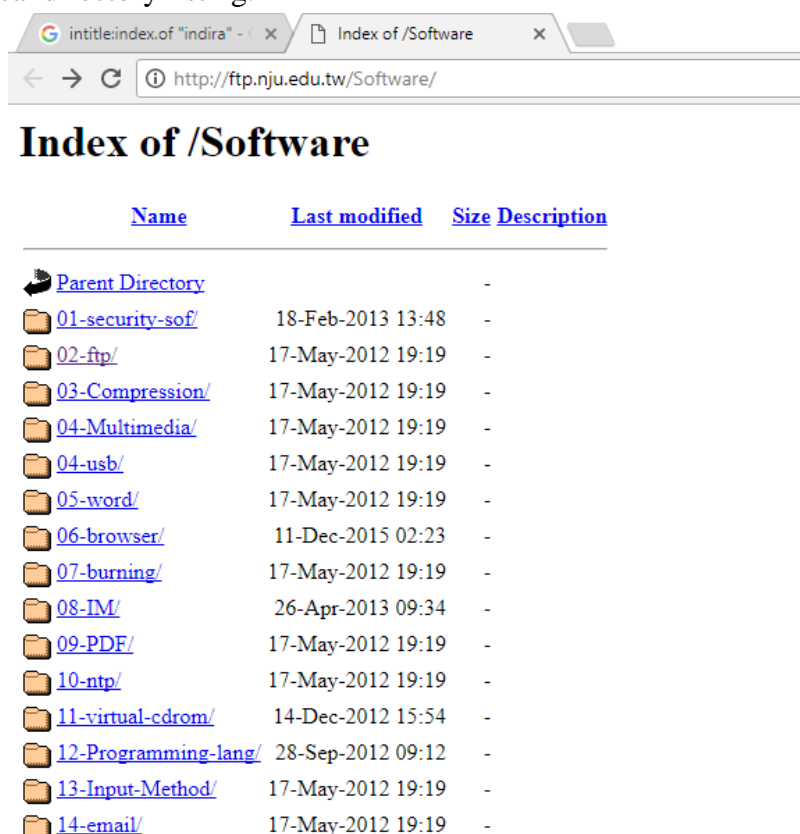 intitle:index.of "indira" - Index of /Software
http://ftp.nju.edu.tw/Software/
Index of /Software
Name Last modified Size Description
Parent Directory -
01-security-sof/ 18-Feb-2013 13:48 -
02-ftp/ 17-May-2012 19:19 -
03-Compression/ 17-May-2012 19:19 -
04-Multimedia/ 17-May-2012 19:19 -
04-usb/ 17-May-2012 19:19 -
05-word/ 17-May-2012 19:19 -
06-browser/ 11-Dec-2015 02:23 -
07-burning/ 17-May-2012 19:19 -
08-IM/ 26-Apr-2013 09:34 -
09-PDF/ 17-May-2012 19:19 -
10-ntp/ 17-May-2012 19:19 -
11-virtual-cdrom/ 14-Dec-2012 15:54 -
12-Programming-lang/ 28-Sep-2012 09:12 -
13-Input-Method/ 17-May-2012 19:19 -
14-email/ 17-May-2012 19:19 -